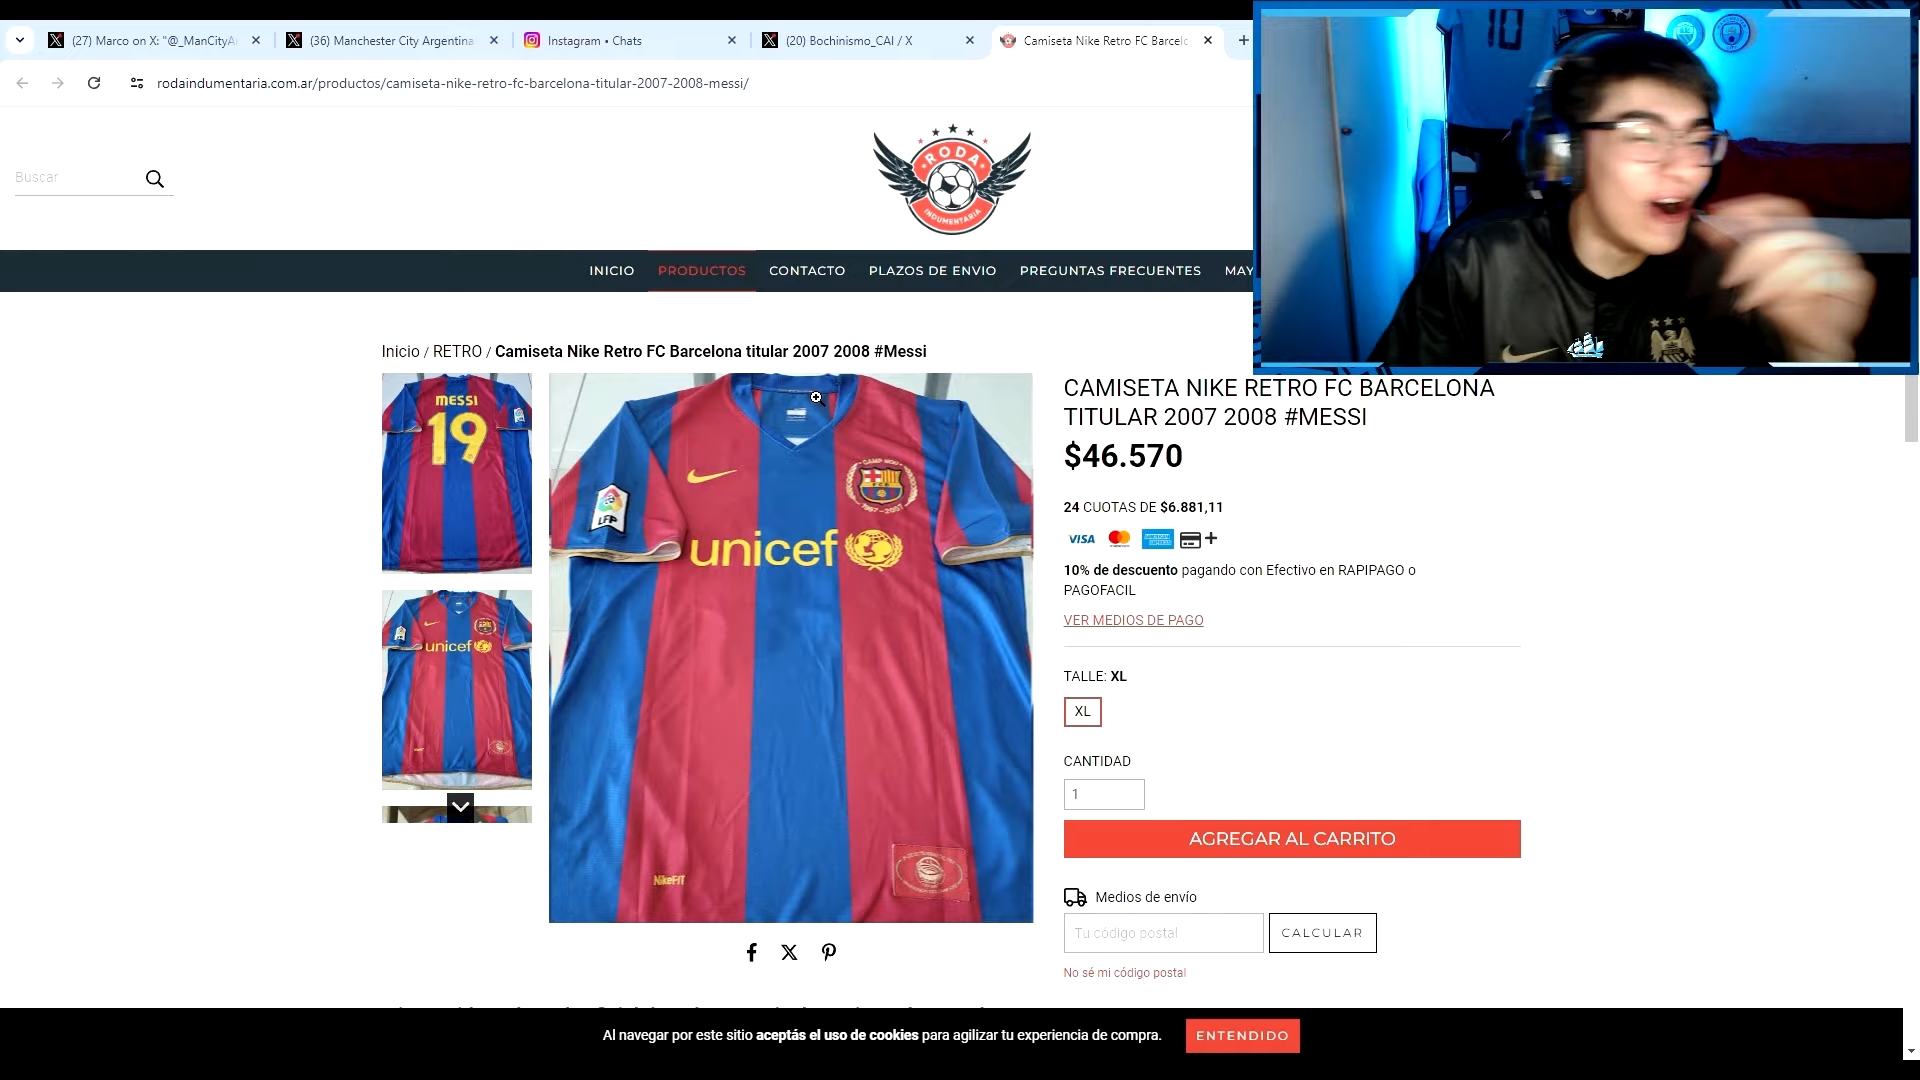 (27) Marco on X: "@_ManCityA
(36) Manchester City Argentina
Instagram • Chats
(20) Bochinismo_CAI / X
Camiseta Nike Retro FC Barcelo
rodaindumentaria.com.ar/productos/camiseta-nike-retro-fc-barcelona-titular-2007-2008-messi/
Buscar
RODA
INDUMENTARIA
INICIO
PRODUCTOS
CONTACTO
PLAZOS DE ENVIO
PREGUNTAS FRECUENTES
MAY
Inicio / RETRO / Camiseta Nike Retro FC Barcelona titular 2007 2008 #Messi
MESSI
19
unicef
LFP
CAMP NOU
1957-2007
unicef
NikeFIT
CAMISETA NIKE RETRO FC BARCELONA
TITULAR 2007 2008 #MESSI
$46.570
24 CUOTAS DE $6.881,11
VISA
10% de descuento pagando con Efectivo en RAPIPAGO o
PAGOFACIL
VER MEDIOS DE PAGO
TALLE: XL
XL
CANTIDAD
1
AGREGAR AL CARRITO
Medios de envío
Tu código postal
CALCULAR
No sé mi código postal
Al navegar por este sitio aceptás el uso de cookies para agilizar tu experiencia de compra.
ENTENDIDO